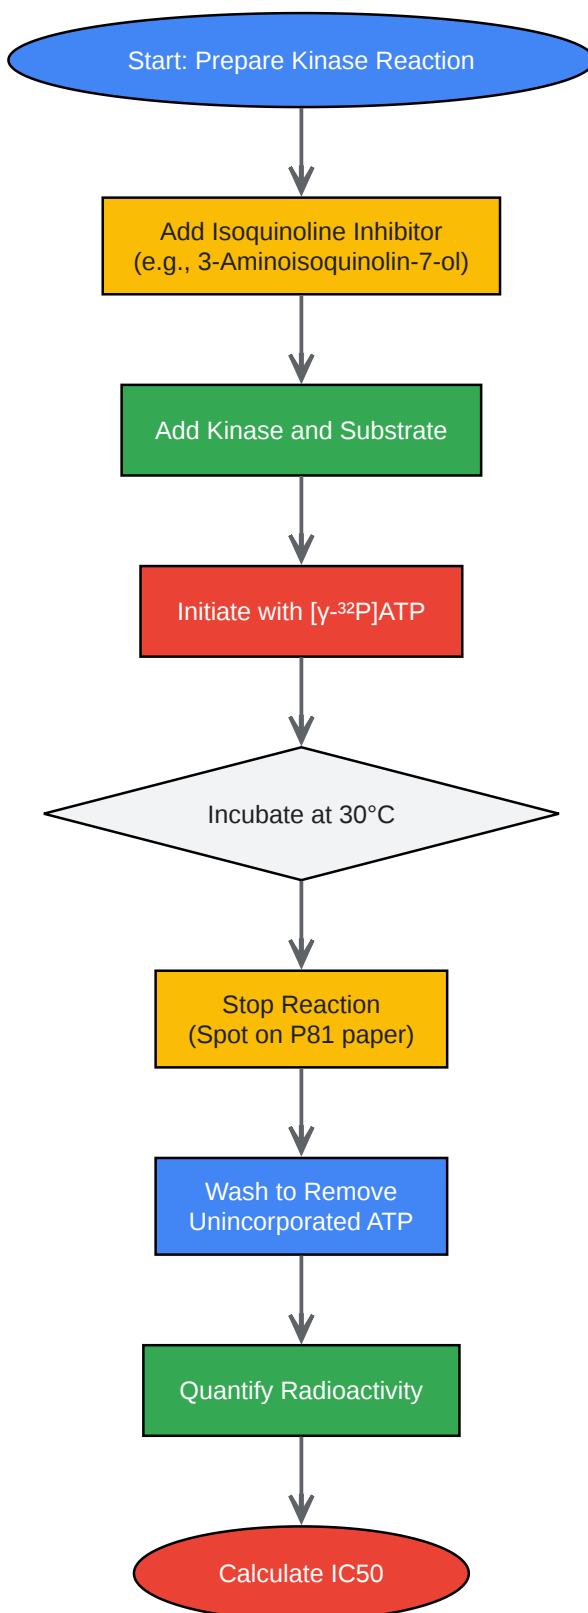 Start: Prepare Kinase Reaction
Add Isoquinoline Inhibitor
(e.g., 3-Aminoisoquinolin-7-ol)
Add Kinase and Substrate
Initiate with [γ-³²P]ATP
Incubate at 30°C
Stop Reaction
(Spot on P81 paper)
Wash to Remove
Unincorporated ATP
Quantify Radioactivity
Calculate IC50